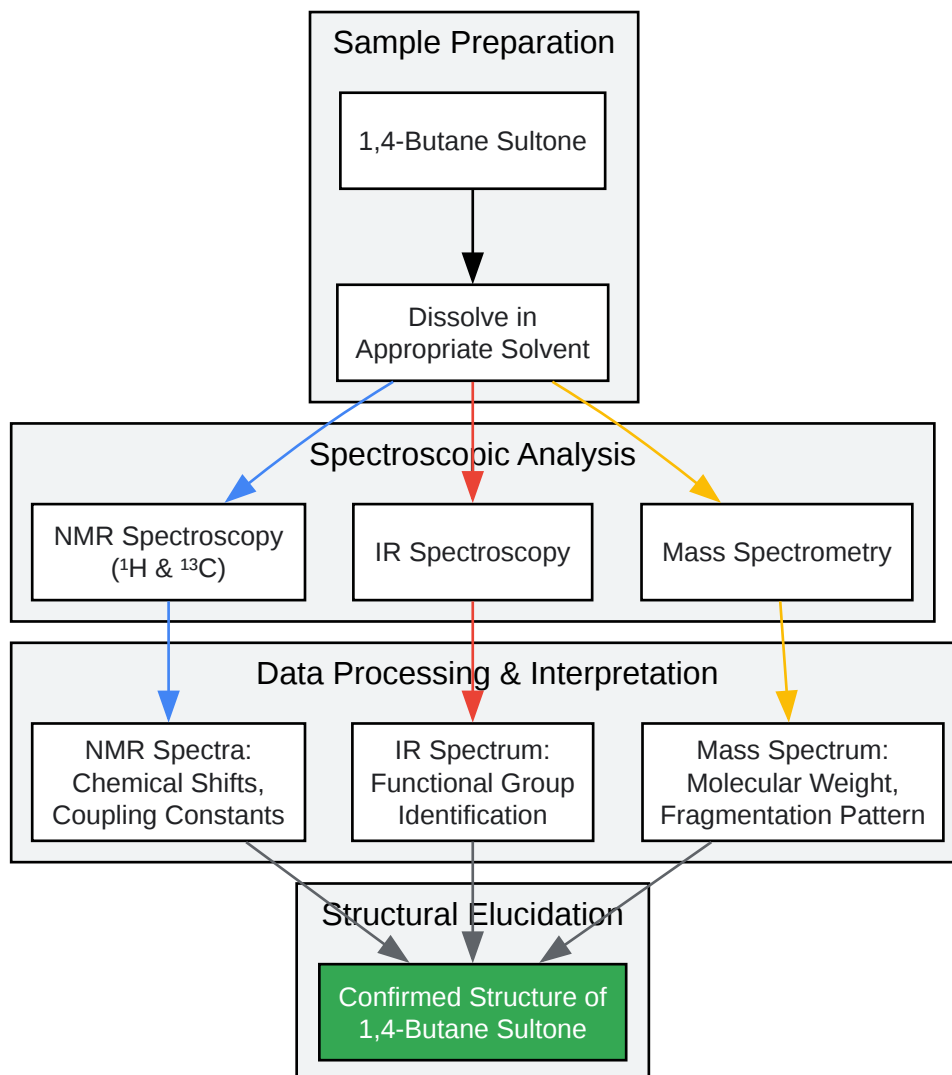 Sample Preparation
1,4-Butane Sultone
Dissolve in
Appropriate Solvent
Spectroscopic Analysis
NMR Spectroscopy
(¹H & ¹³C)
IR Spectroscopy
Mass Spectrometry
Data Processing & Interpretation
NMR Spectra:
Chemical Shifts,
Coupling Constants
IR Spectrum:
Functional Group
Identification
Mass Spectrum:
Molecular Weight,
Fragmentation Pattern
Structural Elucidation
Confirmed Structure of
1,4-Butane Sultone